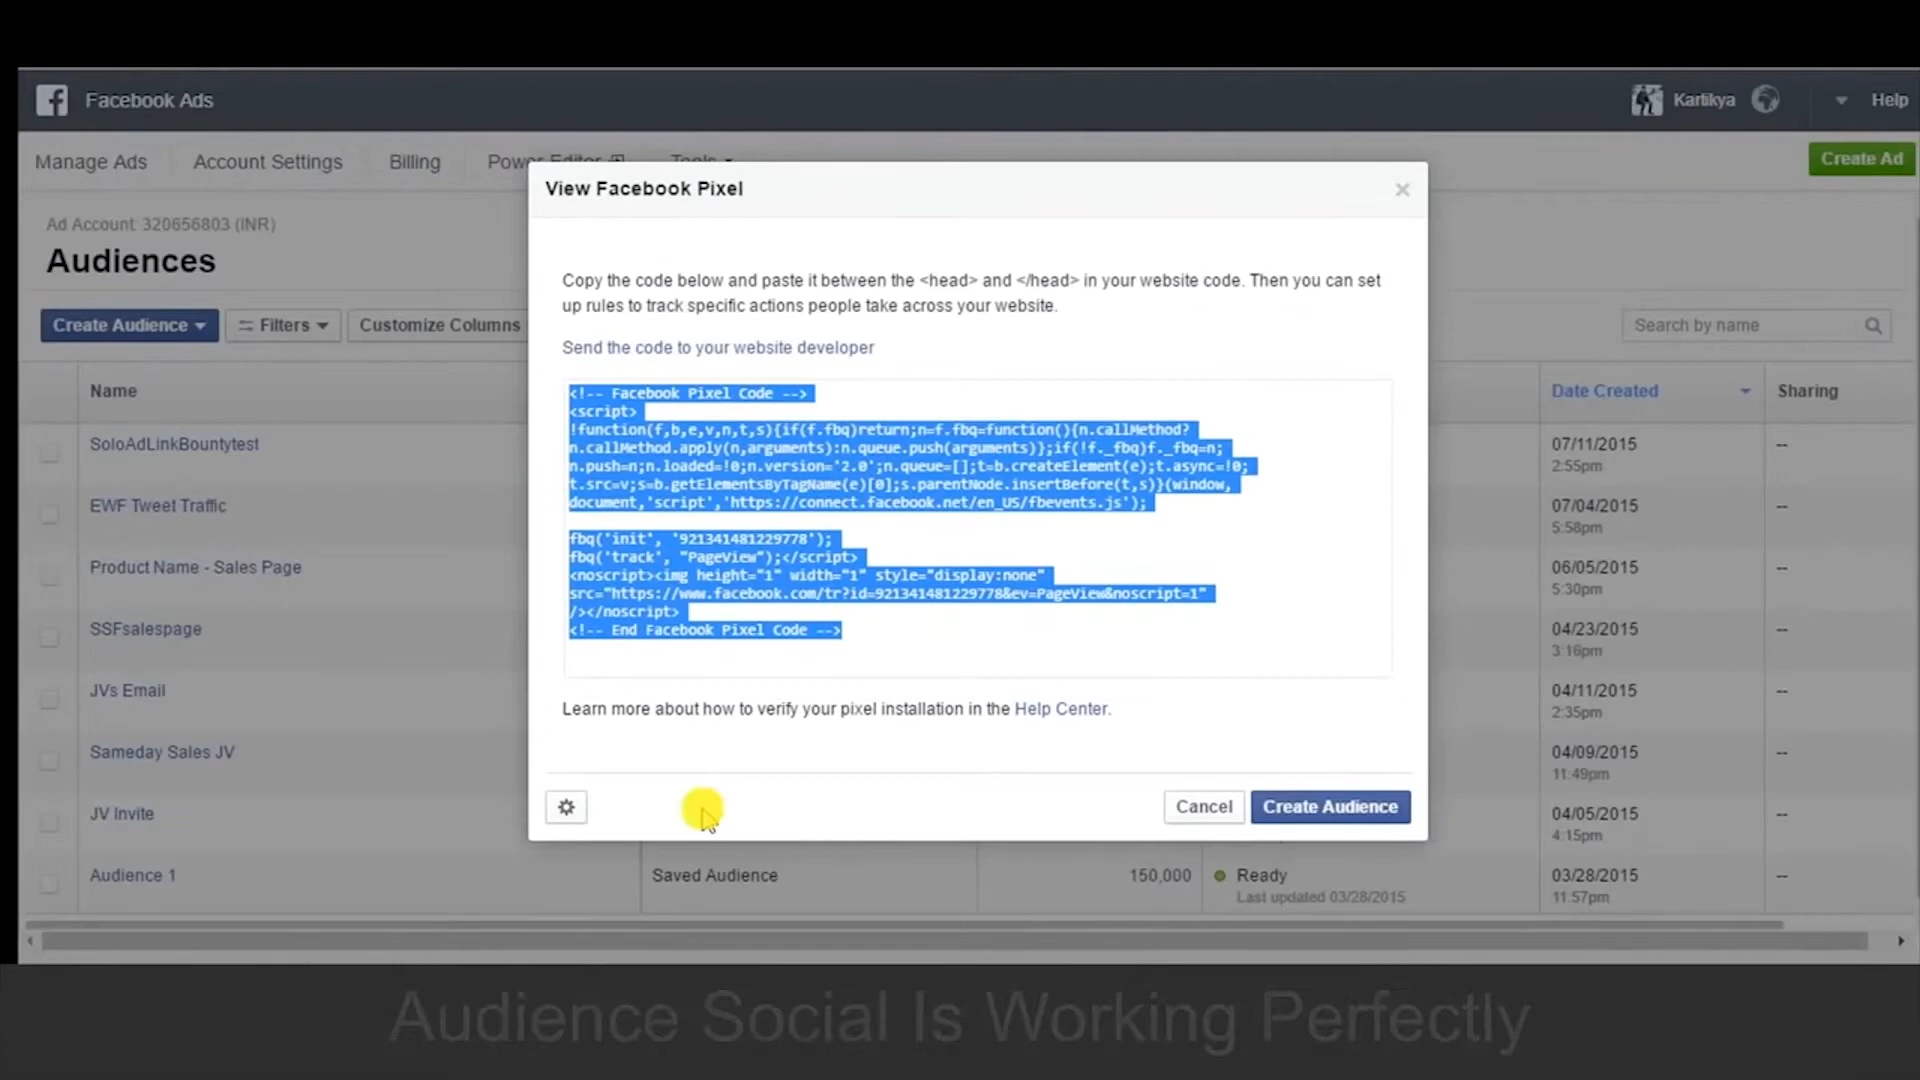 Facebook Ads
Kartikya
Help
Manage Ads
Account Settings
Billing
Power Editor
Tools
Create Ad
Ad Account: 320656803 (INR)
Audiences
Create Audience
Filters
Customize Columns
Search by name
Name
Date Created
Sharing
SoloAdLinkBountytest
07/11/2015
2:55pm
--
EWF Tweet Traffic
07/04/2015
5:58pm
--
Product Name - Sales Page
06/05/2015
5:30pm
--
SSFsalespage
04/23/2015
3:16pm
--
JVs Email
04/11/2015
2:35pm
--
Sameday Sales JV
04/09/2015
11:49pm
--
JV Invite
04/05/2015
4:15pm
--
Audience 1
Saved Audience
150,000
Ready
Last updated 03/28/2015
03/28/2015
11:57pm
--
View Facebook Pixel
Copy the code below and paste it between the <head> and </head> in your website code. Then you can set
up rules to track specific actions people take across your website.
Send the code to your website developer
<!-- Facebook Pixel Code -->
<script>
!function(f,b,e,v,n,t,s){if(f.fbq)return;n=f.fbq=function(){n.callMethod?
n.callMethod.apply(n,arguments):n.queue.push(arguments)};if(!f._fbq)f._fbq=n;
n.push=n;n.loaded=!0;n.version='2.0';n.queue=[];t=b.createElement(e);t.async=!0;
t.src=v;s=b.getElementsByTagName(e)[0];s.parentNode.insertBefore(t,s)}(window,
document,'script','https://connect.facebook.net/en_US/fbevents.js');
fbq('init', '921341481229778');
fbq('track', "PageView");</script>
<noscript><img height="1" width="1" style="display:none"
src="https://www.facebook.com/tr?id=921341481229778&ev=PageView&noscript=1"
/></noscript>
<!-- End Facebook Pixel Code -->
Learn more about how to verify your pixel installation in the Help Center.
Cancel
Create Audience
Audience Social Is Working Perfectly